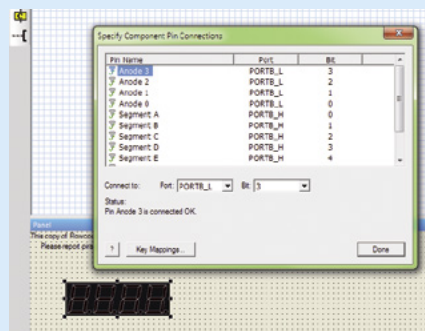 Specify Component Pin Connections
Pin Name Port Bit
Anode 3 PORTB_L 3
Anode 2 PORTB_L 2
Anode 1 PORTB_L 1
Anode 0 PORTB_L 0
Segment A PORTB_H 0
Segment B PORTB_H 1
Segment C PORTB_H 2
Segment D PORTB_H 3
Segment E PORTB_H 4
Connect to: Port: PORTB_L Bit: 3
Status:
Pin Anode 3 is connected OK.
? Key Mappings... Done
Panel
This copy of
Please